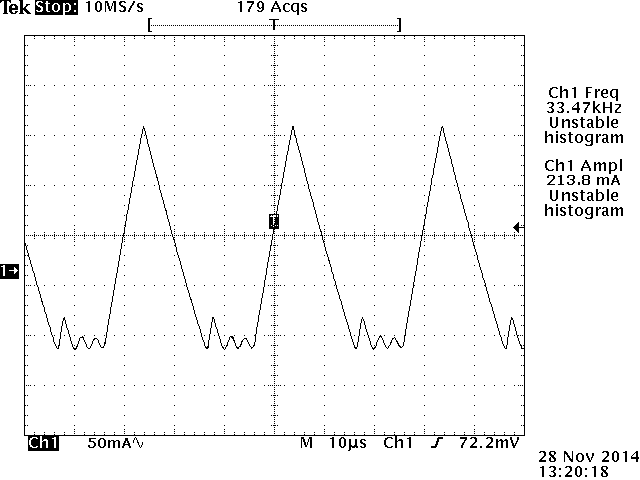 Tek Stop: 10MS/s 179 Acqs
T
Ch1 Freq
33.47kHz
Unstable
histogram
Ch1 Ampl
213.8 mA
Unstable
histogram
T
1→
Ch1 50mA∿ M 10µs Ch1 ƒ 72.2mV
28 Nov 2014
13:20:18